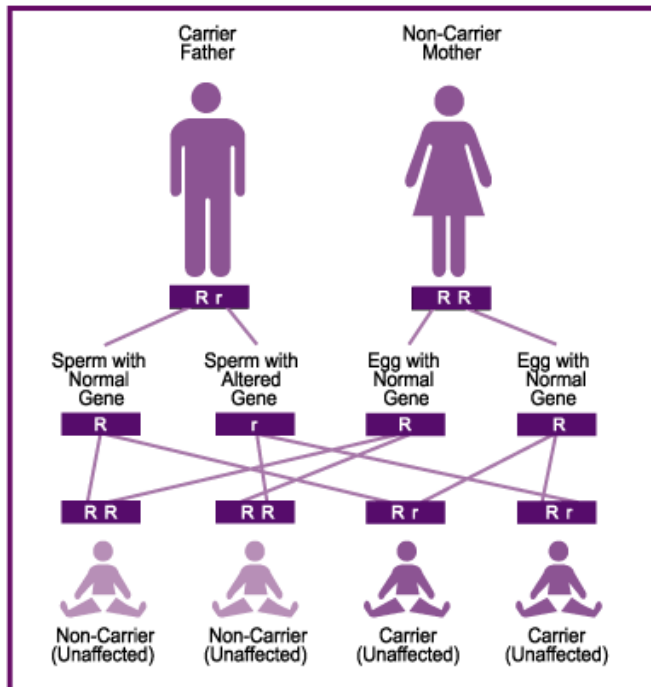 Carrier
Father
Non-Carrier
Mother
R r
R R
Sperm with
Normal
Gene
Sperm with
Altered
Gene
Egg with
Normal
Gene
Egg with
Normal
Gene
R
r
R
R
R R
R R
R r
R r
Non-Carrier
(Unaffected)
Non-Carrier
(Unaffected)
Carrier
(Unaffected)
Carrier
(Unaffected)